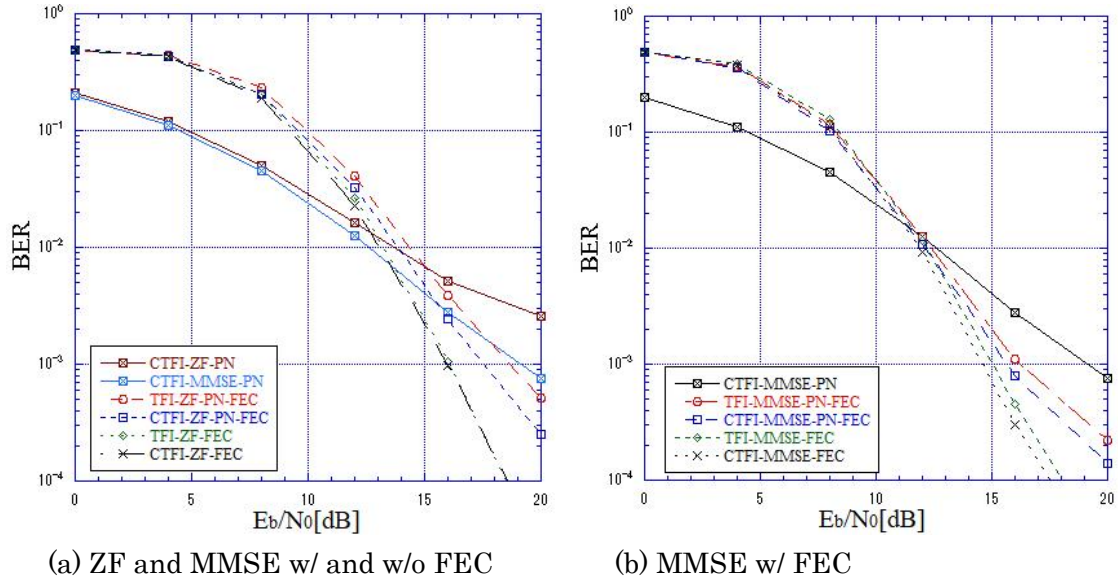 10⁰
10⁻¹
10⁻²
10⁻³
10⁻⁴
BER
CTFI-ZF-PN
CTFI-MMSE-PN
TFI-ZF-PN-FEC
CTFI-ZF-PN-FEC
TFI-ZF-FEC
CTFI-ZF-FEC
0 5 10 15 20
Eb/N0[dB]
(a) ZF and MMSE w/ and w/o FEC
10⁰
10⁻¹
10⁻²
10⁻³
10⁻⁴
BER
CTFI-MMSE-PN
TFI-MMSE-PN-FEC
CTFI-MMSE-PN-FEC
TFI-MMSE-FEC
CTFI-MMSE-FEC
0 5 10 15 20
Eb/N0[dB]
(b) MMSE w/ FEC